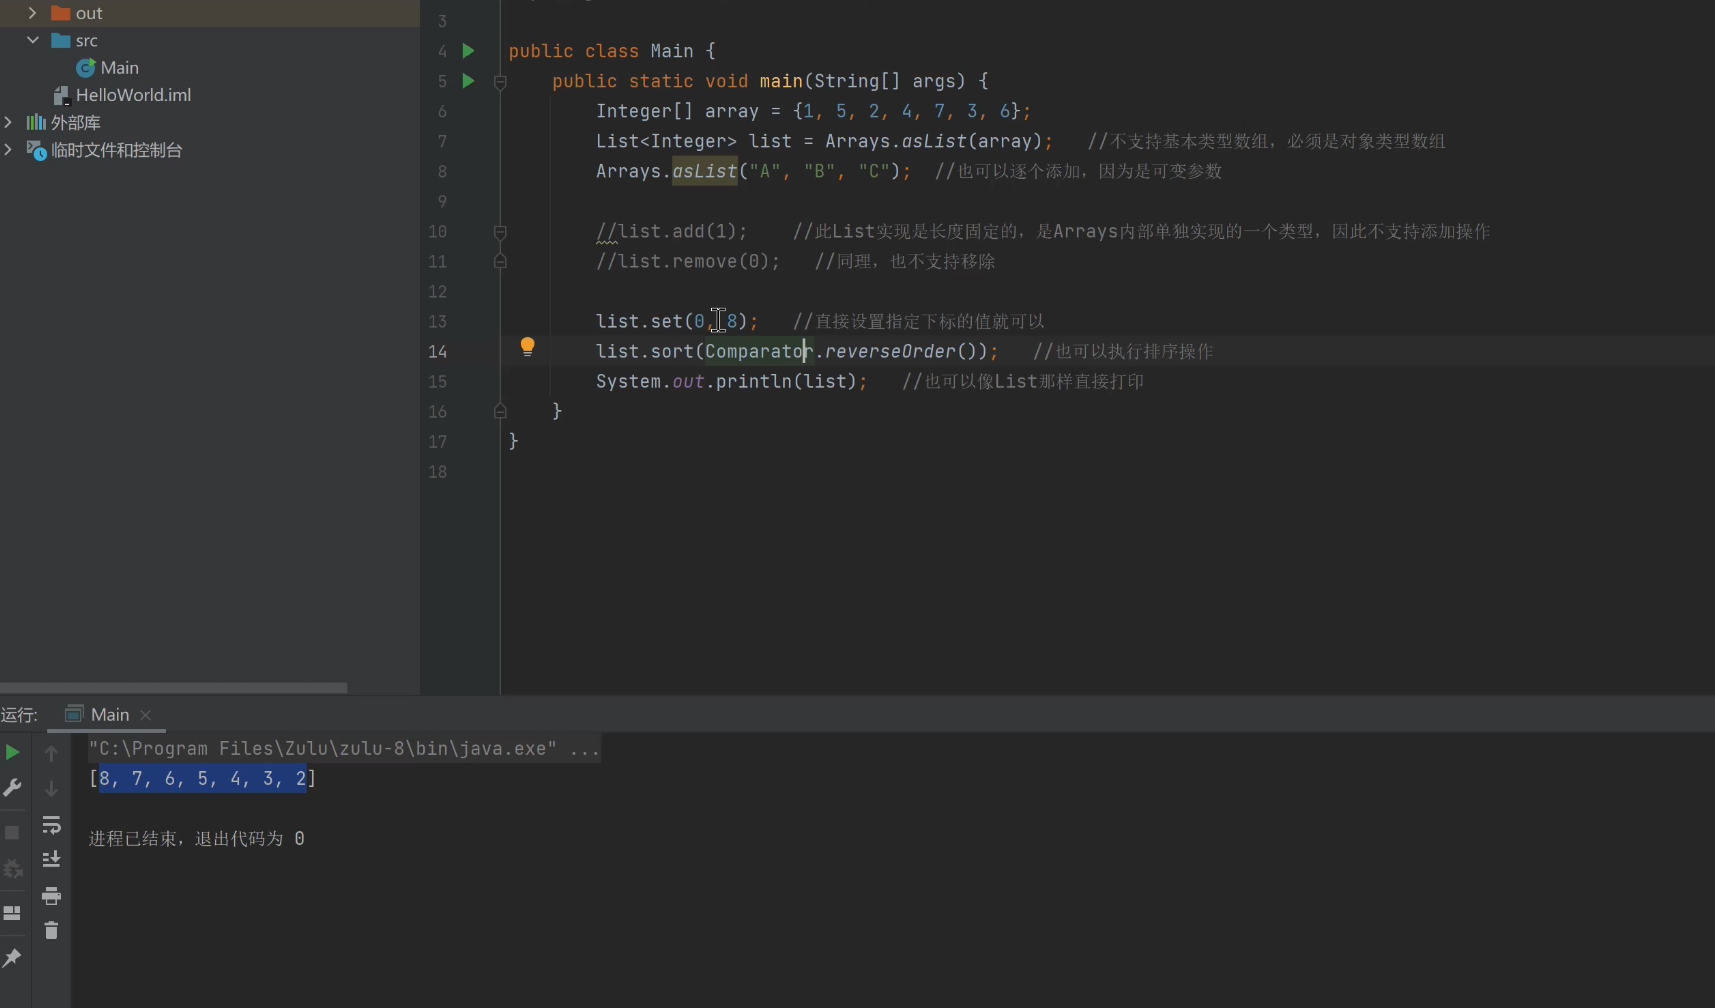 out
src
Main
HelloWorld.iml
外部库
临时文件和控制台
3
4 public class Main {
5 public static void main(String[] args) {
6 Integer[] array = {1, 5, 2, 4, 7, 3, 6};
7 List<Integer> list = Arrays.asList(array); //不支持基本类型数组，必须是对象类型数组
8 Arrays.asList("A", "B", "C"); //也可以逐个添加，因为是可变参数
9
10 //list.add(1); //此List实现是长度固定的，是Arrays内部单独实现的一个类型，因此不支持添加操作
11 //list.remove(0); //同理，也不支持移除
12
13 list.set(0, 8); //直接设置指定下标的值就可以
14 list.sort(Comparator.reverseOrder()); //也可以执行排序操作
15 System.out.println(list); //也可以像List那样直接打印
16 }
17 }
18
运行: Main
"C:\Program Files\Zulu\zulu-8\bin\java.exe" ...
[8, 7, 6, 5, 4, 3, 2]
进程已结束，退出代码为 0